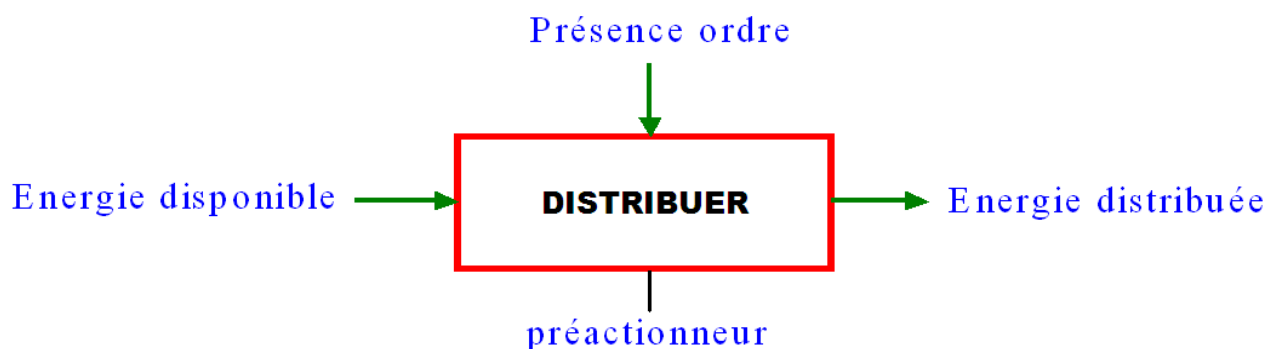 Présence ordre
Energie disponible
DISTRIBUER
Energie distribuée
préactionneur